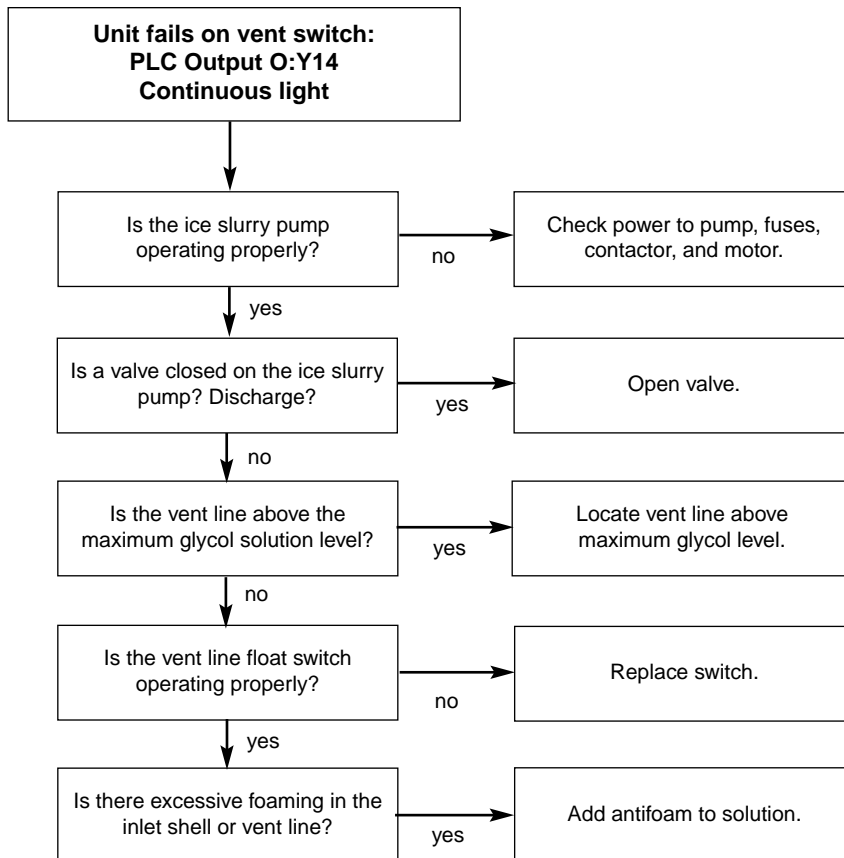 Unit fails on vent switch:
PLC Output O:Y14
Continuous light
Is the ice slurry pump
operating properly?
no
Check power to pump, fuses,
contactor, and motor.
yes
Is a valve closed on the ice slurry
pump? Discharge?
yes
Open valve.
no
Is the vent line above the
maximum glycol solution level?
yes
Locate vent line above
maximum glycol level.
no
Is the vent line float switch
operating properly?
no
Replace switch.
yes
Is there excessive foaming in the
inlet shell or vent line?
yes
Add antifoam to solution.